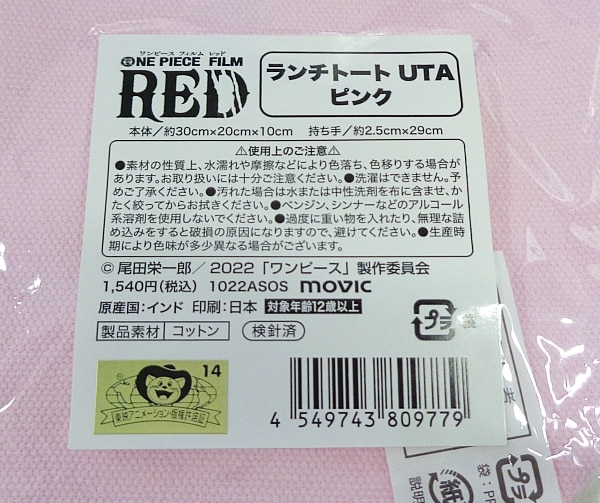 ワンピース フィルム レッド
ONE PIECE FILM
RED
ランチトート UTA
ピンク
本体/約30cm×20cm×10cm 持ち手/約2.5cm×29cm
⚠使用上のご注意⚠
●素材の性質上、水濡れや摩擦などにより色落ち、色移りする場合が
あります。お取り扱いには十分ご注意ください。●洗濯はできません。予
めご了承ください。●汚れた場合は水または中性洗剤を布に含ませ、か
たく絞ってからお拭きください。●ベンジン、シンナーなどのアルコール
系溶剤を使用しないでください。●過度に重い物を入れたり、無理な詰
め込みをすると破損の原因になりますので、避けてください。●生産時
期により色味が多少異なる場合がございます。
© 尾田栄一郎/2022「ワンピース」製作委員会
1,540円(税込) 1022ASOS movic
原産国:インド 印刷:日本 対象年齢12歳以上
プラ 袋
製品素材 コットン 検針済
14
東映アニメーション・版権許諾証
4 549743 809779
紙
プラ
説明
袋:PE